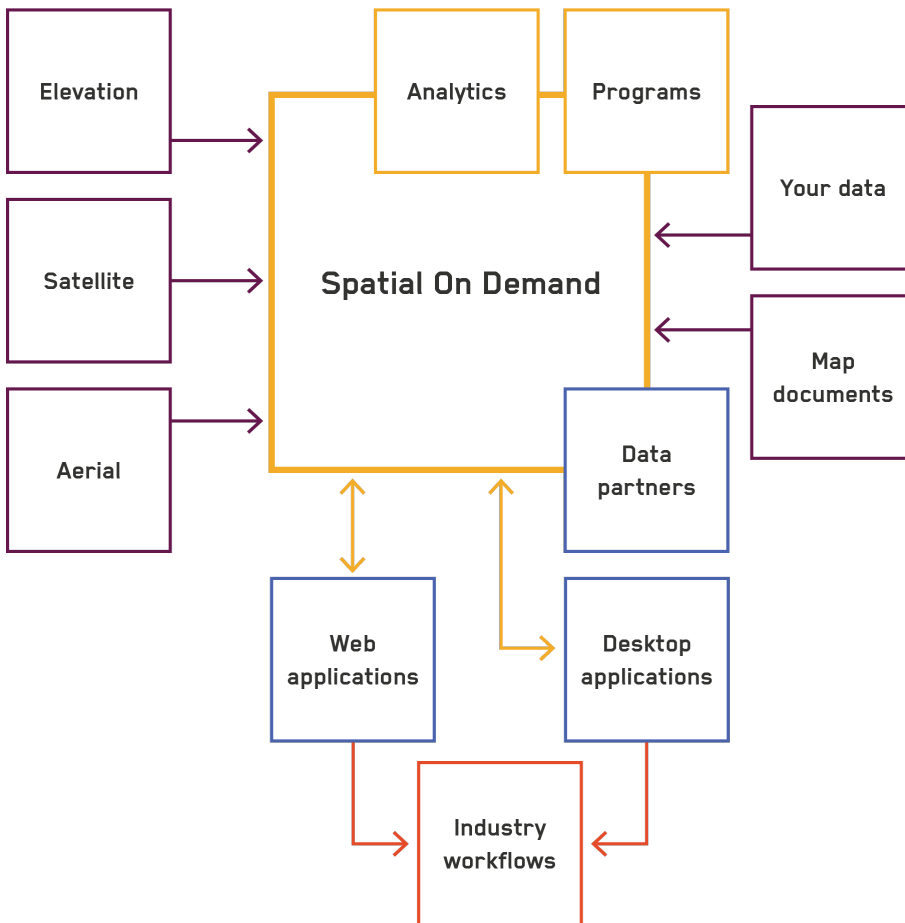 Elevation
Analytics
Programs
Your data
Satellite
Spatial On Demand
Map
documents
Aerial
Data
partners
Web
applications
Desktop
applications
Industry
workflows